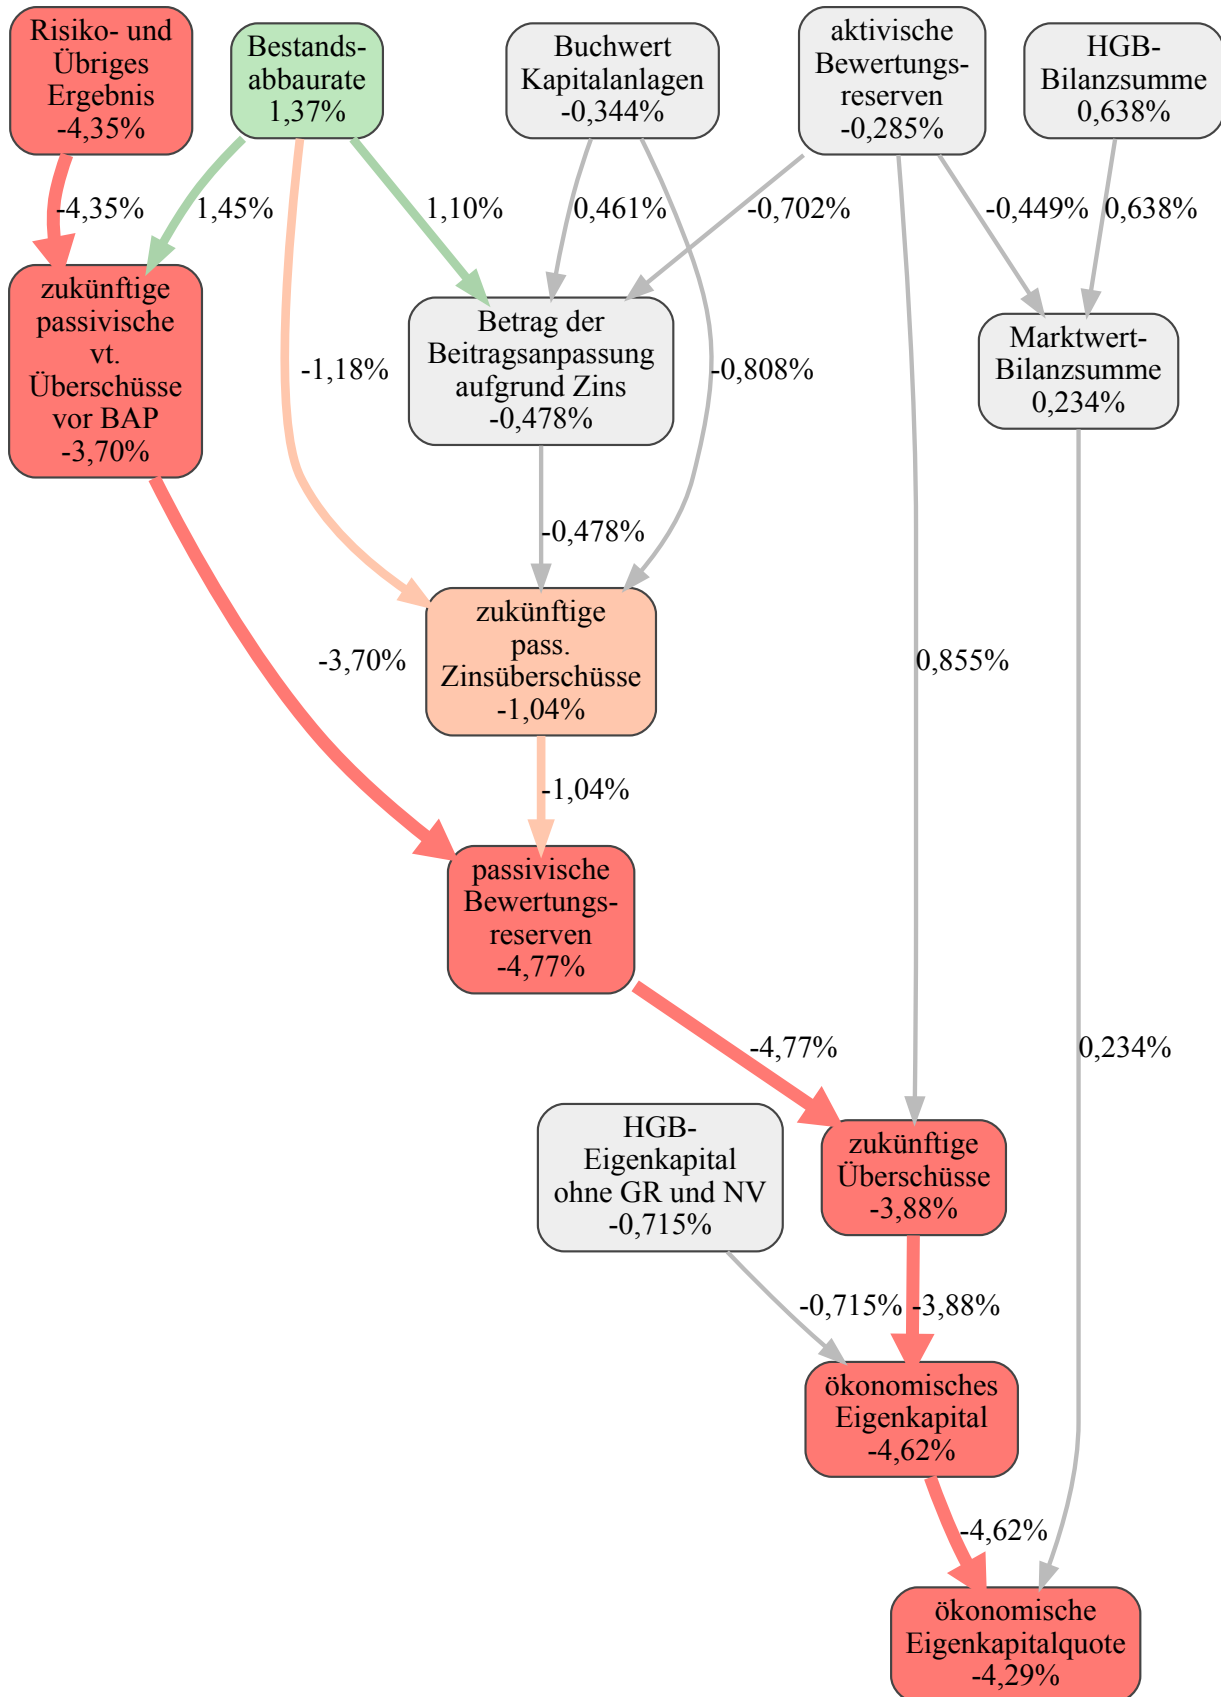 Risiko- und
Übriges
Ergebnis
-4,35%
Bestands-
abbaurate
1,37%
Buchwert
Kapitalanlagen
-0,344%
aktivische
Bewertungs-
reserven
-0,285%
HGB-
Bilanzsumme
0,638%
-4,35%
1,45%
1,10%
0,461%
-0,702%
-0,449%
0,638%
zukünftige
passivische
vt.
Überschüsse
vor BAP
-3,70%
-1,18%
Betrag der
Beitragsanpassung
aufgrund Zins
-0,478%
-0,808%
Marktwert-
Bilanzsumme
0,234%
-0,478%
-3,70%
zukünftige
pass.
Zinsüberschüsse
-1,04%
0,855%
-1,04%
passivische
Bewertungs-
reserven
-4,77%
-4,77%
0,234%
HGB-
Eigenkapital
ohne GR und NV
-0,715%
zukünftige
Überschüsse
-3,88%
-0,715%
-3,88%
ökonomisches
Eigenkapital
-4,62%
-4,62%
ökonomische
Eigenkapitalquote
-4,29%